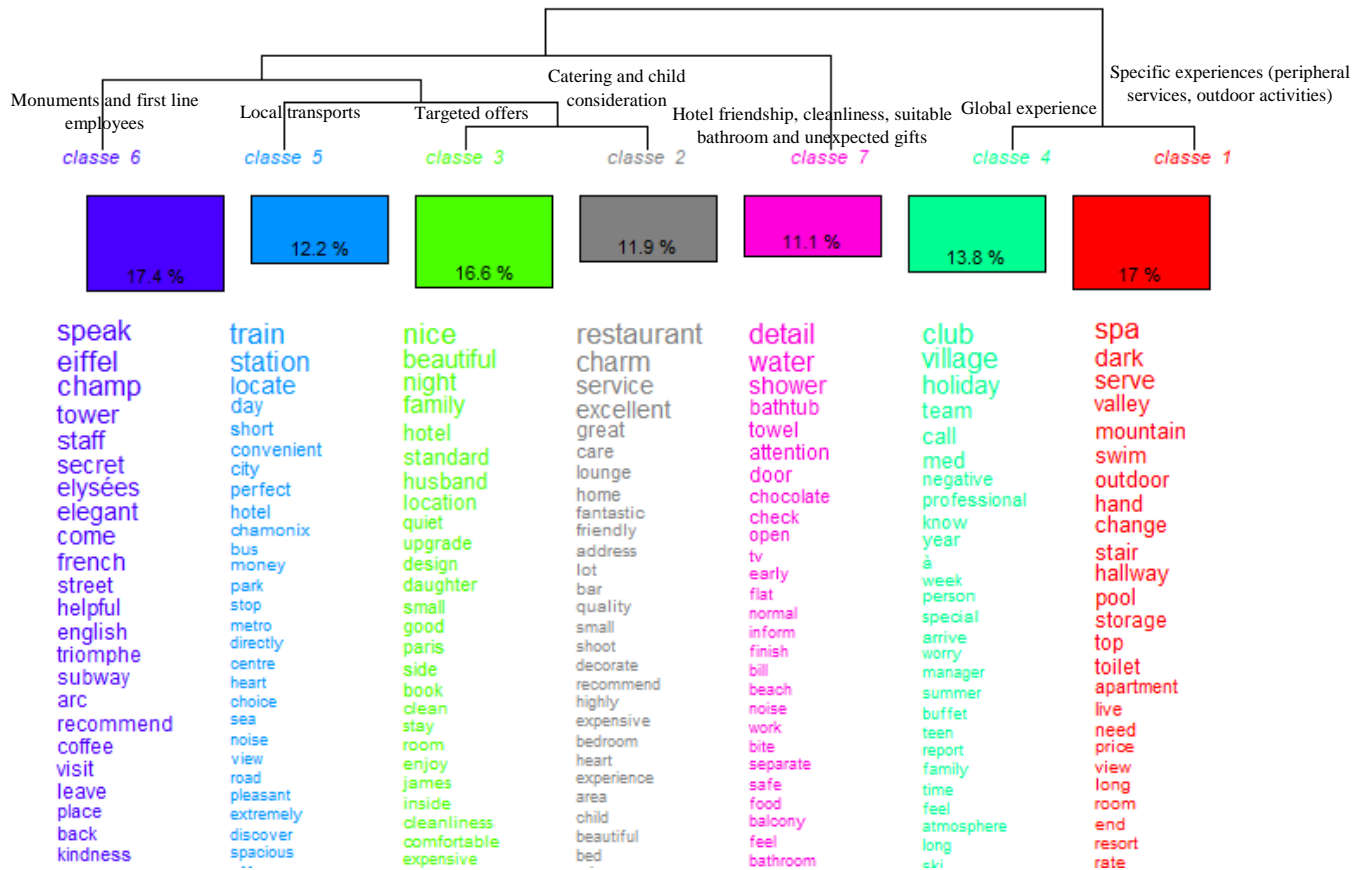 Monuments and first line
employees
Local transports
Targeted offers
Catering and child
consideration
Hotel friendship, cleanliness, suitable
bathroom and unexpected gifts
Global experience
Specific experiences (peripheral
services, outdoor activities)
classe 6
classe 5
classe 3
classe 2
classe 7
classe 4
classe 1
17.4 %
12.2 %
16.6 %
11.9 %
11.1 %
13.8 %
17 %
speak
eiffel
champ
tower
staff
secret
elysées
elegant
come
french
street
helpful
english
triomphe
subway
arc
recommend
coffee
visit
leave
place
back
kindness
train
station
locate
day
short
convenient
city
perfect
hotel
chamonix
bus
money
park
stop
metro
directly
centre
heart
choice
sea
noise
view
road
pleasant
extremely
discover
spacious
nice
beautiful
night
family
hotel
standard
husband
location
quiet
upgrade
design
daughter
small
good
paris
side
book
clean
stay
room
enjoy
james
inside
cleanliness
comfortable
expensive
restaurant
charm
service
excellent
great
care
lounge
home
fantastic
friendly
address
lot
bar
quality
small
shoot
decorate
recommend
highly
expensive
bedroom
heart
experience
area
child
beautiful
bed
detail
water
shower
bathtub
towel
attention
door
chocolate
check
open
tv
early
flat
normal
inform
finish
bill
beach
noise
work
bite
separate
safe
food
balcony
feel
bathroom
club
village
holiday
team
call
med
negative
professional
know
year
à
week
person
special
arrive
worry
manager
summer
buffet
teen
report
family
time
feel
atmosphere
long
ski
spa
dark
serve
valley
mountain
swim
outdoor
hand
change
stair
hallway
pool
storage
top
toilet
apartment
live
need
price
view
long
room
end
resort
rate